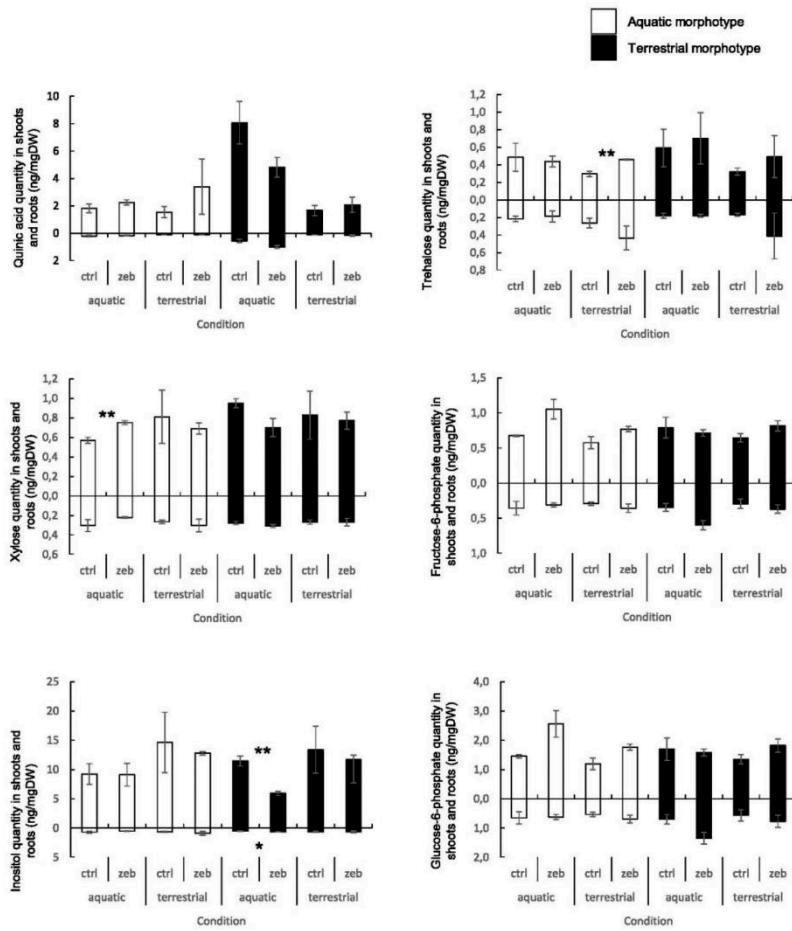 Aquatic morphotype
Terrestrial morphotype
Quinic acid quantity in shoots
and roots (ng/mgDW)
10
8
6
4
2
0
2
ctrl zeb ctrl zeb ctrl zeb ctrl zeb
aquatic terrestrial aquatic terrestrial
Condition
Trehalose quantity in shoots and
roots (ng/mgDW)
1,2
1,0
0,8
0,6
0,4
0,2
0,0
0,2
0,4
0,6
0,8
**
ctrl zeb ctrl zeb ctrl zeb ctrl zeb
aquatic terrestrial aquatic terrestrial
Condition
Xylose quantity in shoots and
roots (ng/mgDW)
1,2
1,0
0,8
0,6
0,4
0,2
0,0
0,2
0,4
0,6
**
ctrl zeb ctrl zeb ctrl zeb ctrl zeb
aquatic terrestrial aquatic terrestrial
Condition
Fructose-6-phosphate quantity in
shoots and roots (ng/mgDW)
1,5
1,0
0,5
0,0
0,5
1,0
ctrl zeb ctrl zeb ctrl zeb ctrl zeb
aquatic terrestrial aquatic terrestrial
Condition
Inositol quantity in shoots and
roots (ng/mgDW)
25
20
15
10
5
0
5
**
*
ctrl zeb ctrl zeb ctrl zeb ctrl zeb
aquatic terrestrial aquatic terrestrial
Condition
Glucose-6-phosphate quantity in
shoots and roots (ng/mgDW)
4,0
3,0
2,0
1,0
0,0
1,0
2,0
ctrl zeb ctrl zeb ctrl zeb ctrl zeb
aquatic terrestrial aquatic terrestrial
Condition